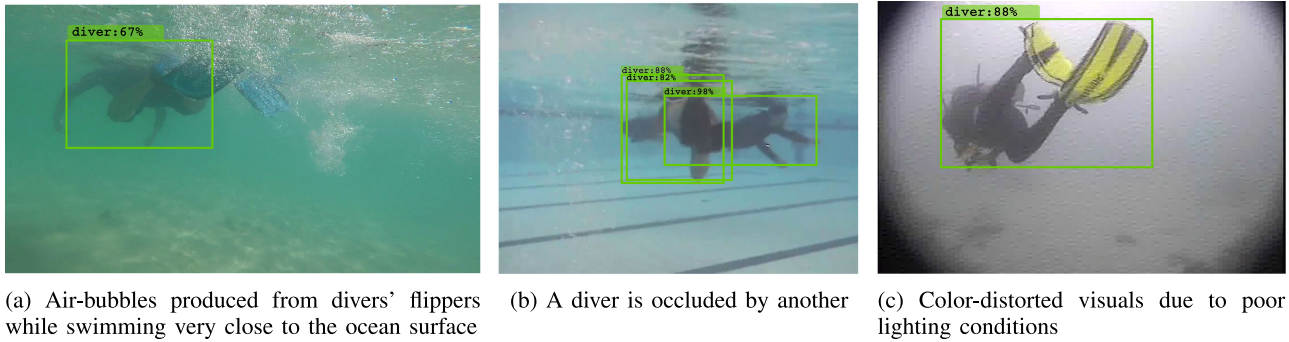 diver:67%
diver:88%
diver:82%
diver:98%
diver:88%
(a) Air-bubbles produced from divers' flippers
while swimming very close to the ocean surface
(b) A diver is occluded by another
(c) Color-distorted visuals due to poor
lighting conditions